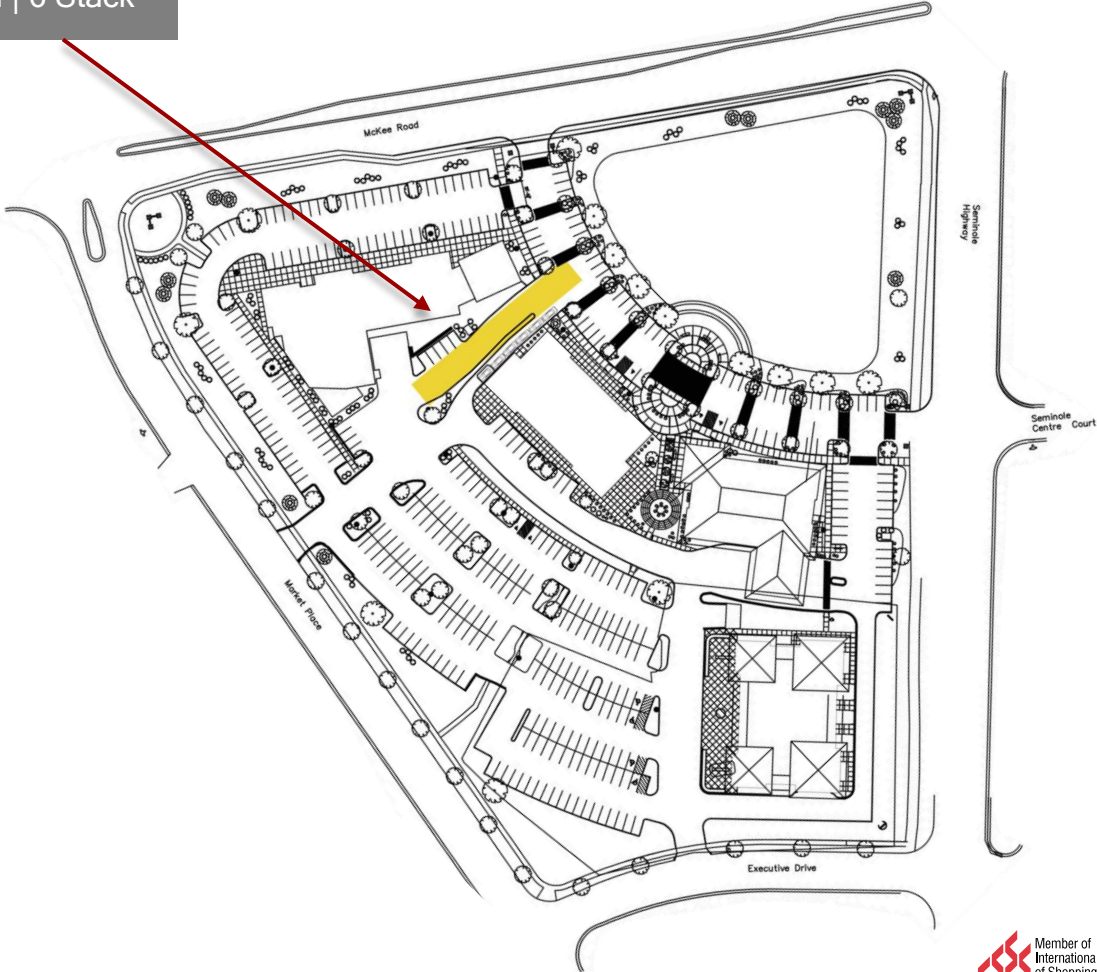 6 Stack
McKee Road
Seminole
Highway
Seminole
Centre Court
Market Place
Executive Drive
Member of
Internationa
of Shopping